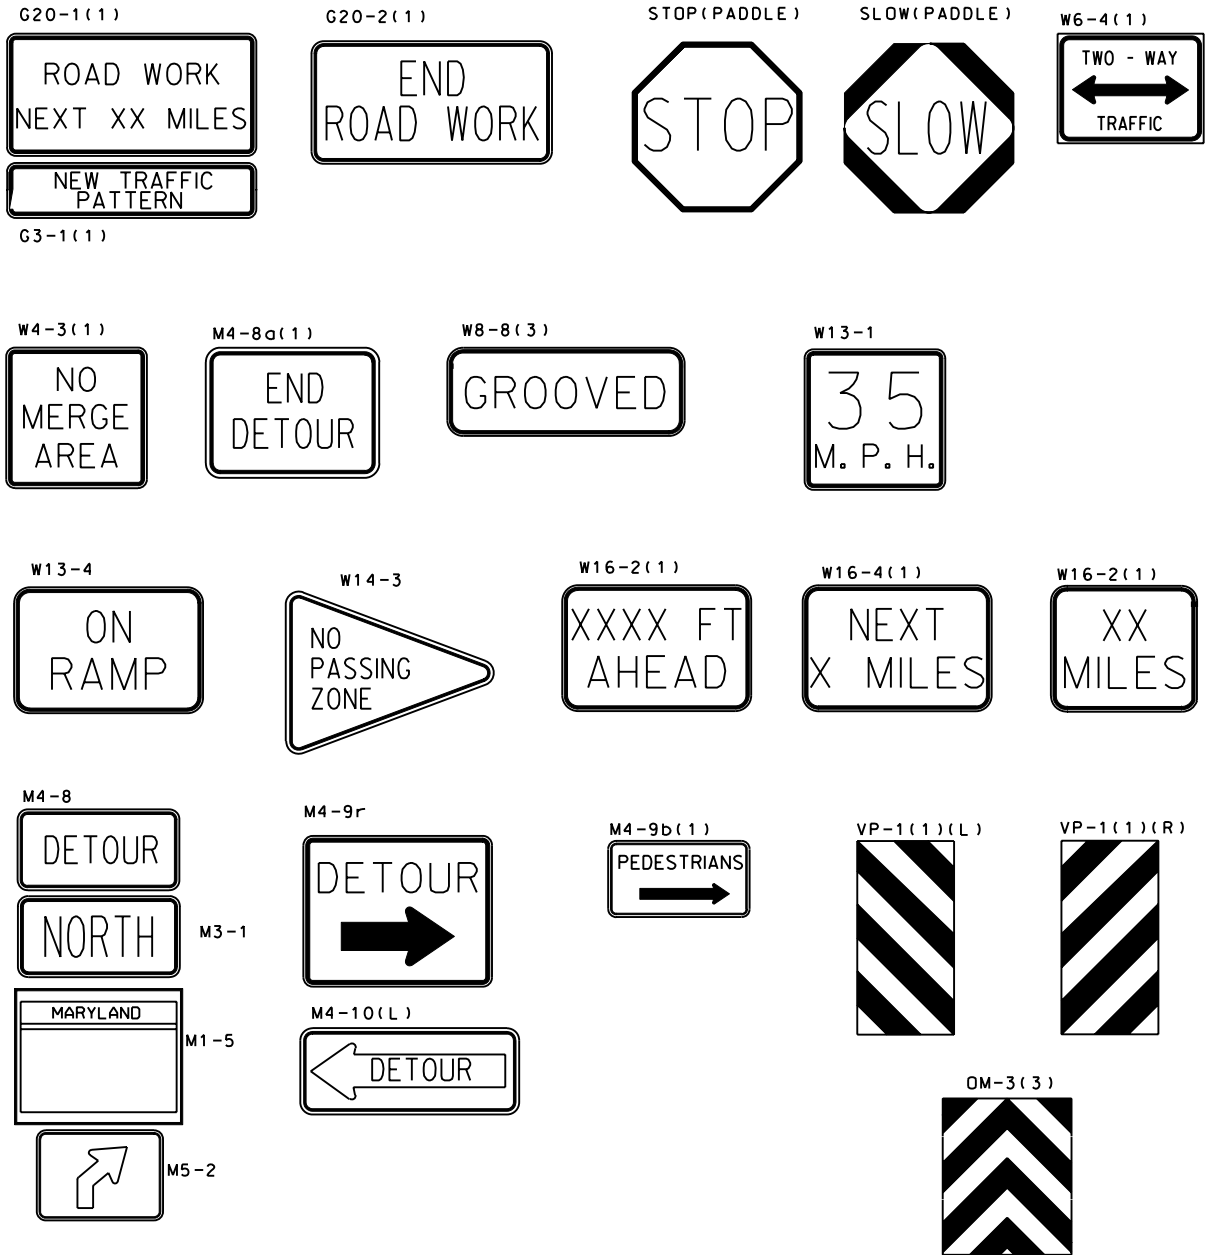 G20-1(1)
ROAD WORK
NEXT XX MILES
NEW TRAFFIC
PATTERN
G3-1(1)
G20-2(1)
END
ROAD WORK
STOP(PADDLE)
STOP
SLOW(PADDLE)
SLOW
W6-4(1)
TWO - WAY
TRAFFIC
W4-3(1)
NO
MERGE
AREA
M4-8a(1)
END
DETOUR
W8-8(3)
GROOVED
W13-1
35
M.P.H.
W13-4
ON
RAMP
W14-3
NO
PASSING
ZONE
W16-2(1)
XXXX FT
AHEAD
W16-4(1)
NEXT
X MILES
W16-2(1)
XX
MILES
M4-8
DETOUR
NORTH
M3-1
MARYLAND
M1-5
M5-2
M4-9r
DETOUR
M4-10(L)
DETOUR
M4-9b(1)
PEDESTRIANS
VP-1(1)(L)
VP-1(1)(R)
OM-3(3)